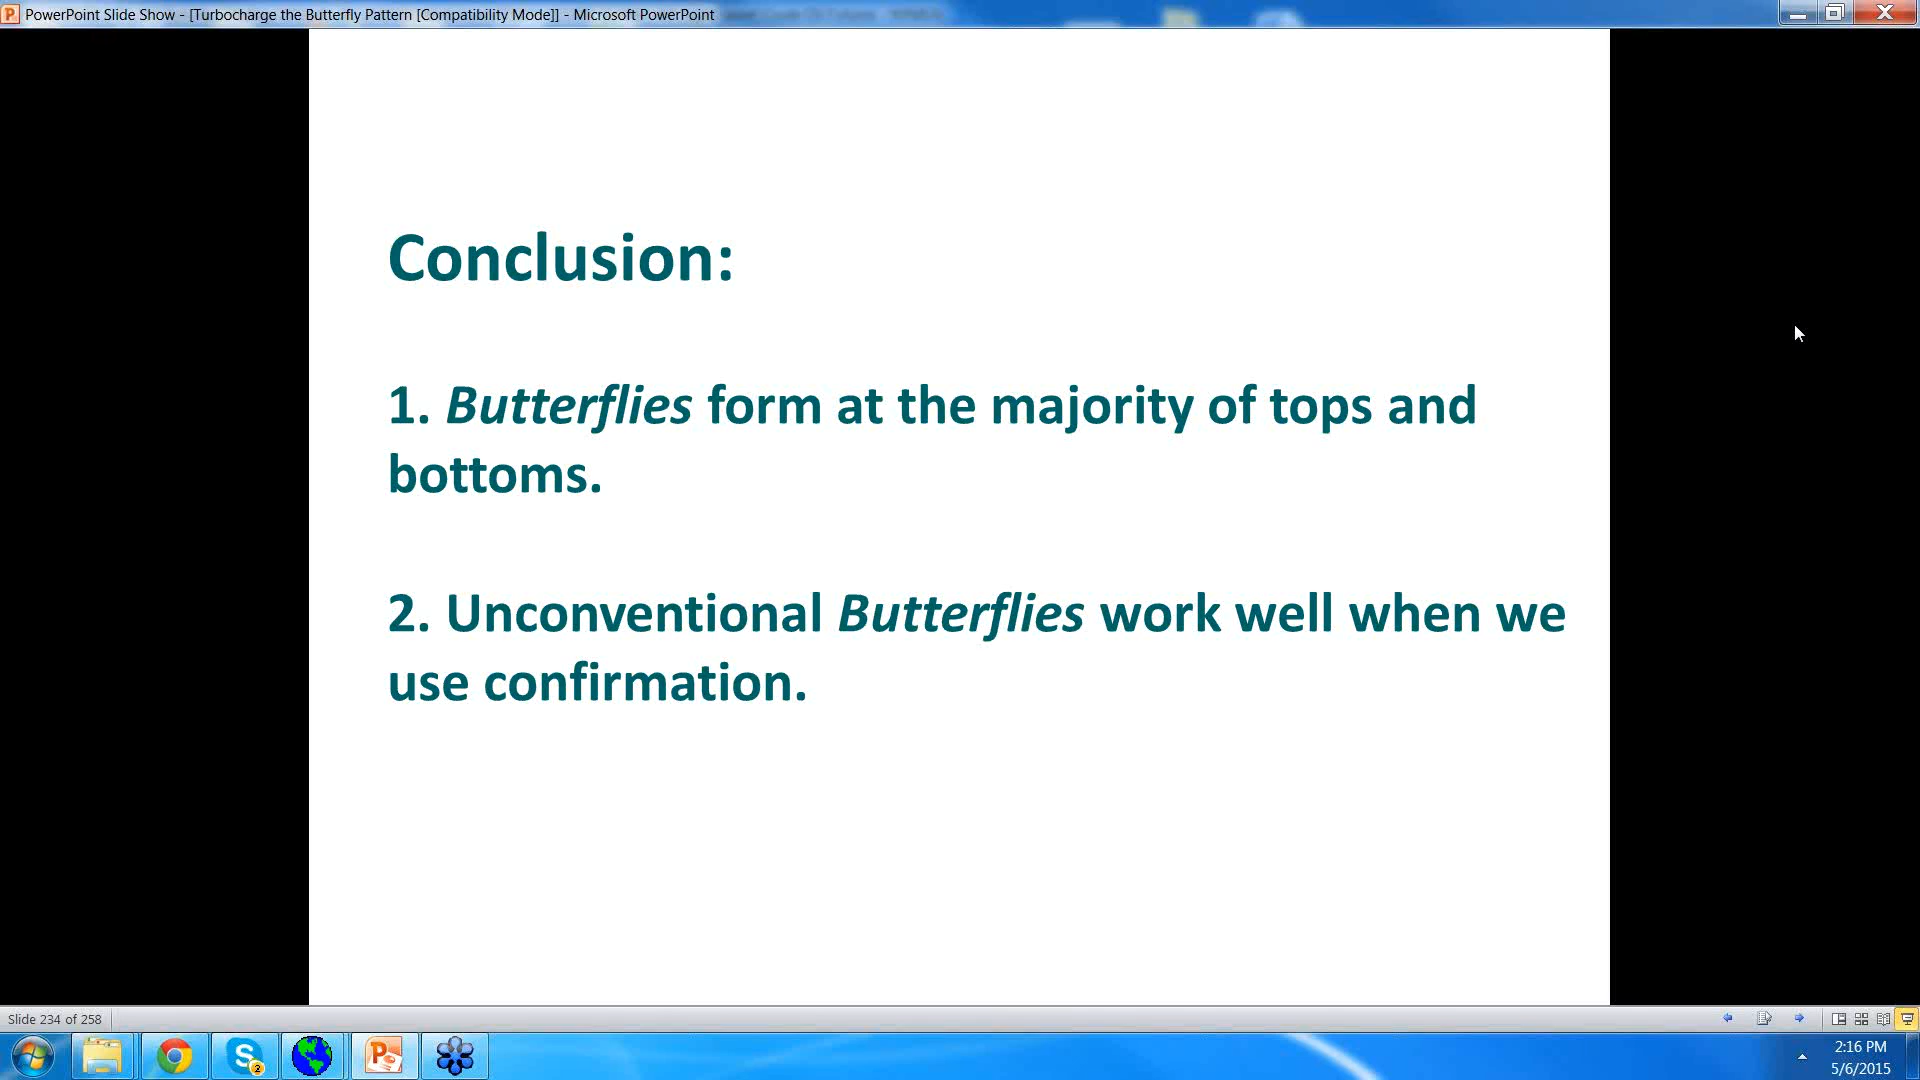 PowerPoint Slide Show - [Turbocharge the Butterfly Pattern [Compatibility Mode]] - Microsoft PowerPoint
Conclusion:
1. Butterflies form at the majority of tops and
bottoms.
2. Unconventional Butterflies work well when we
use confirmation.
Slide 234 of 258
2
2:16 PM
5/6/2015